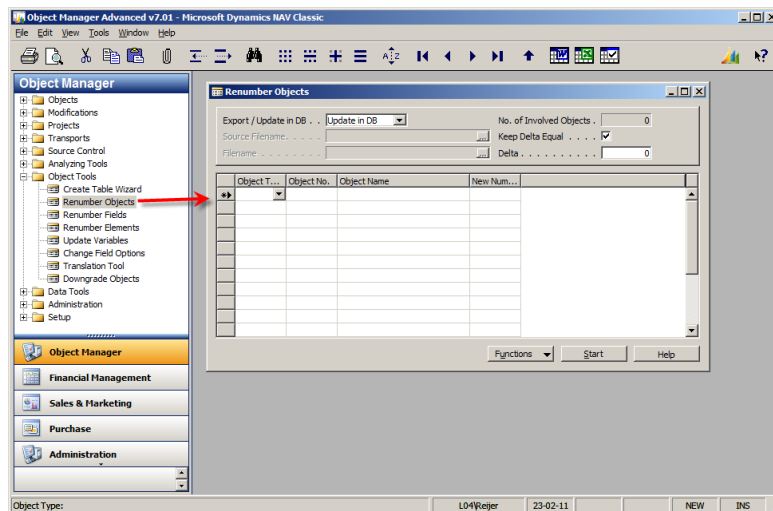 Object Manager Advanced v7.01 - Microsoft Dynamics NAV Classic
File Edit View Tools Window Help
Object Manager
Objects
Modifications
Projects
Transports
Source Control
Analyzing Tools
Object Tools
Create Table Wizard
Renumber Objects
Renumber Fields
Renumber Elements
Update Variables
Change Field Options
Translation Tool
Downgrade Objects
Data Tools
Administration
Setup
Object Manager
Financial Management
Sales & Marketing
Purchase
Administration
Renumber Objects
Export / Update in DB . . Update in DB No. of Involved Objects . 0
Source Filename. . . . . . ... Keep Delta Equal . . . .
Filename . . . . . . . . ... Delta . . . . . . . . . . 0
Object T... Object No. Object Name New Num...
Functions Start Help
Object Type: L04\Reijer 23-02-11 NEW INS